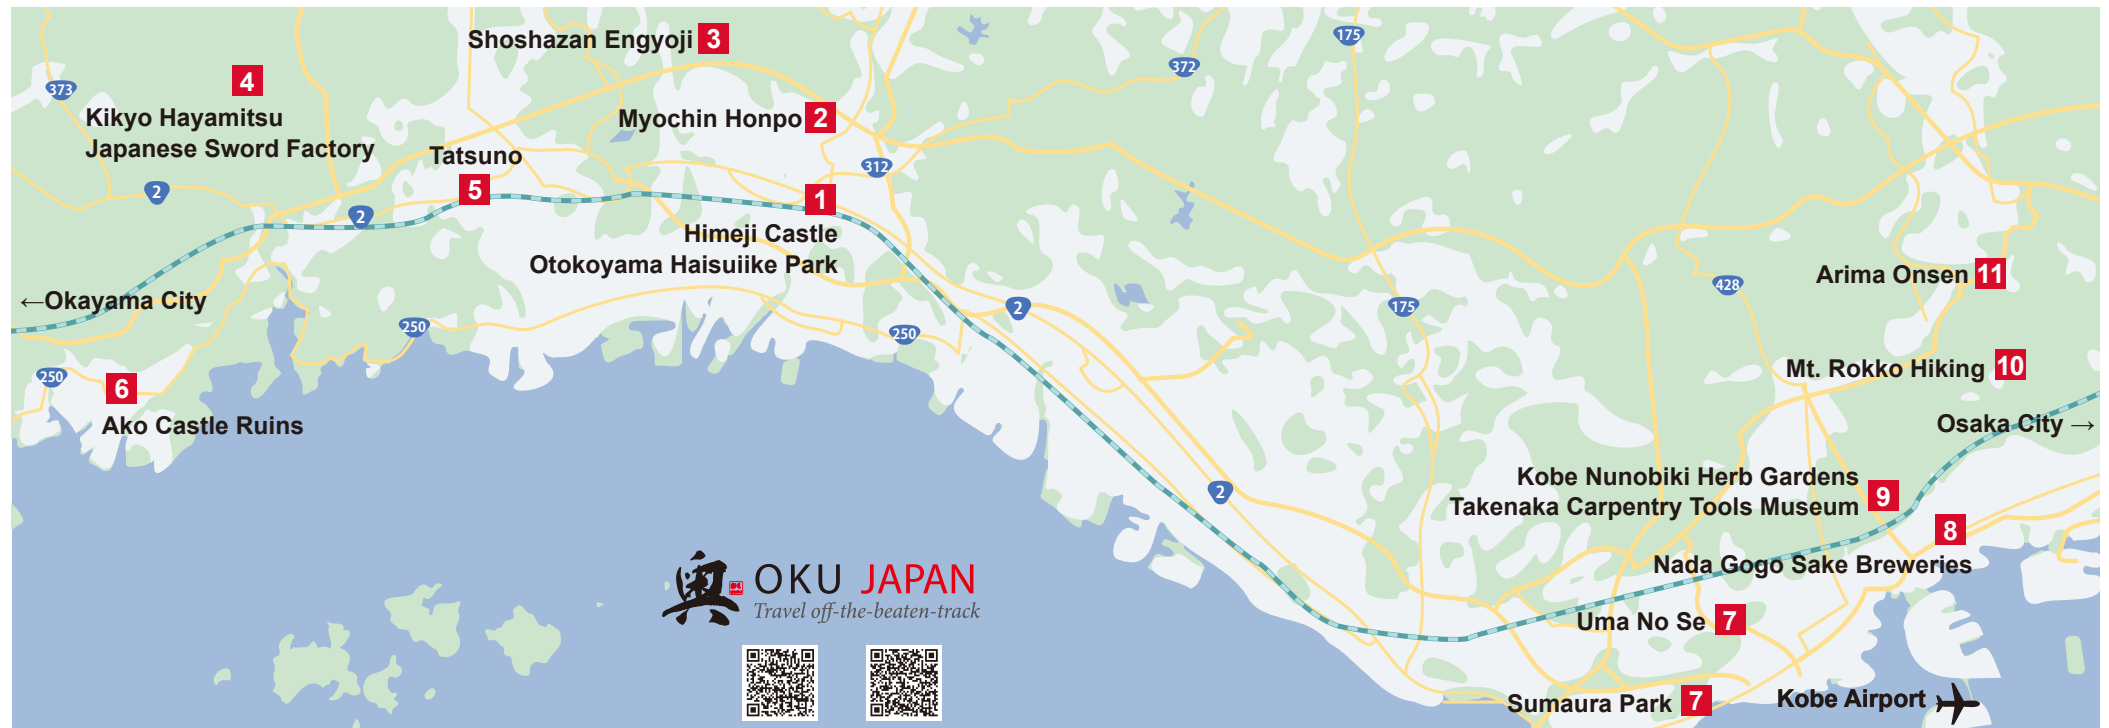 Shoshazan Engyoji 3
175
372
4
373
Kikyo Hayamitsu
Japanese Sword Factory
Myochin Honpo 2
Tatsuno
5
312
2
2
1
Himeji Castle
Otokoyama Haisuiike Park
Arima Onsen 11
428
←Okayama City
250
250
2
175
250
6
Ako Castle Ruins
Mt. Rokko Hiking 10
Osaka City →
2
Kobe Nunobiki Herb Gardens
Takenaka Carpentry Tools Museum
9
8
Nada Gogo Sake Breweries
奥 OKU JAPAN
Travel off-the-beaten-track
Uma No Se 7
Sumaura Park 7
Kobe Airport